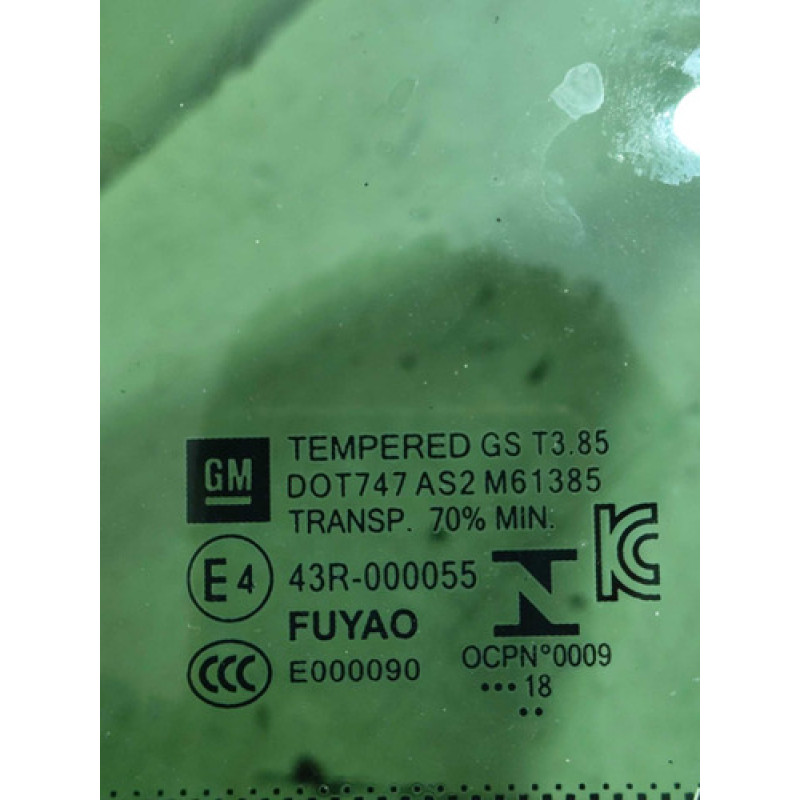 GM
TEMPERED GS T3.85
DOT747 AS2 M61385
TRANSP. 70% MIN.
E4
43R-000055
FUYAO
CCC
E000090
N
KC
OCPN°0009
•••18
••